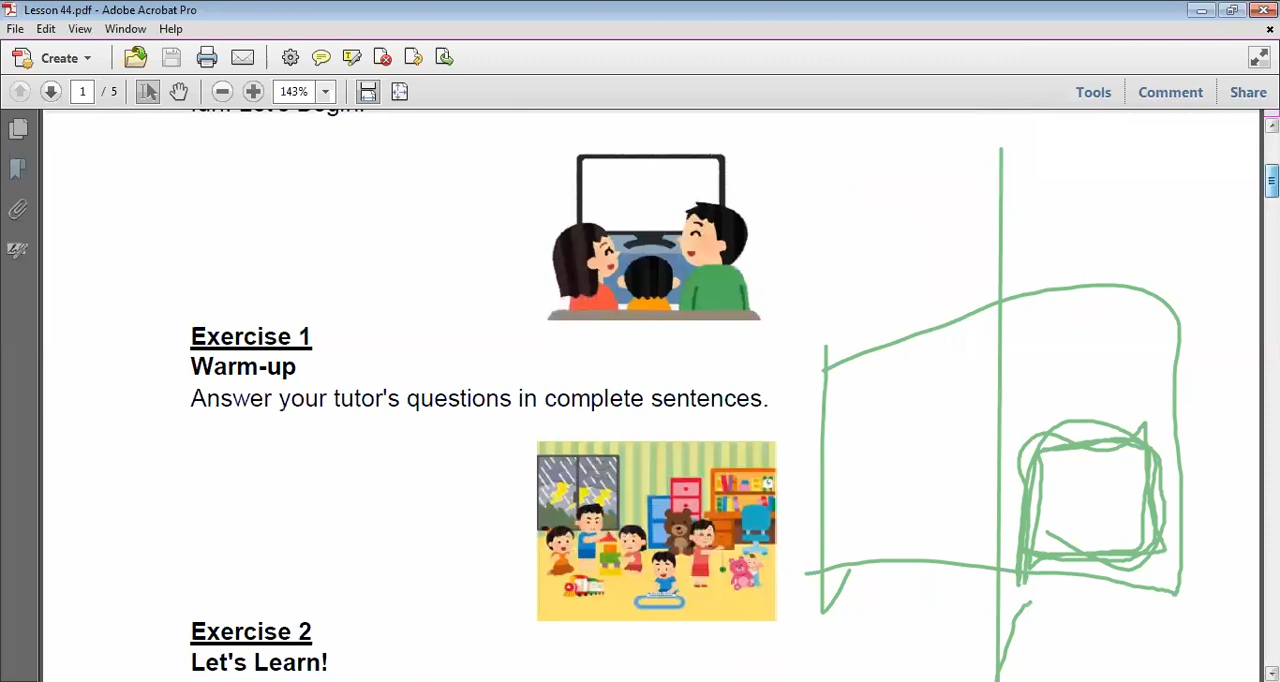 Lesson 44.pdf - Adobe Acrobat Pro
File Edit View Window Help
Create
1 / 5 143% Tools Comment Share
Exercise 1
Warm-up
Answer your tutor's questions in complete sentences.
Exercise 2
Let's Learn!